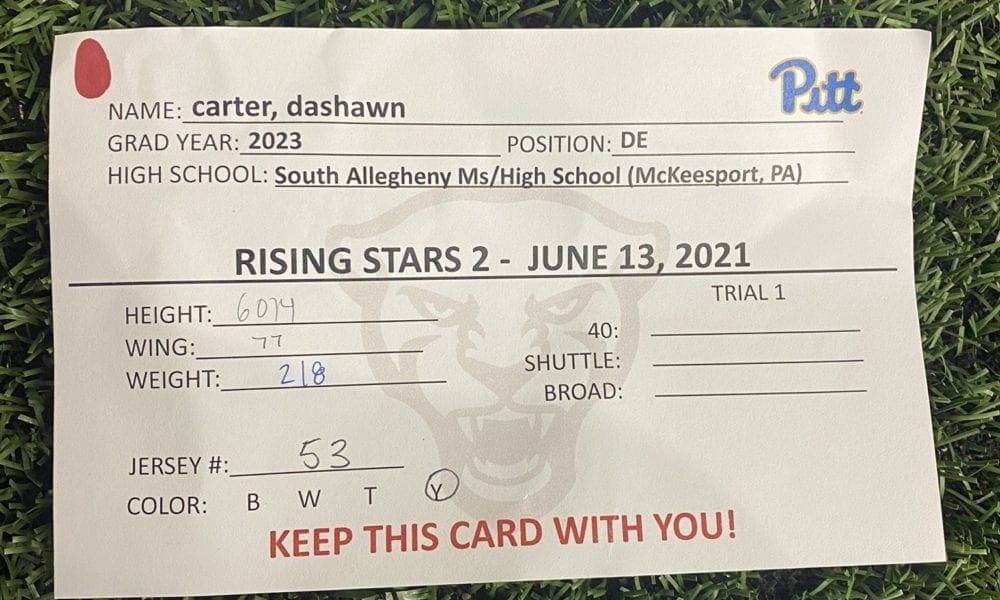 Pitt
NAME: carter, dashawn
GRAD YEAR: 2023 POSITION: DE
HIGH SCHOOL: South Allegheny Ms/High School (McKeesport, PA)
RISING STARS 2 - JUNE 13, 2021
TRIAL 1
HEIGHT: 6074
WING: 77
WEIGHT: 218
40:
SHUTTLE:
BROAD:
JERSEY #: 53
COLOR: B W T Y
KEEP THIS CARD WITH YOU!